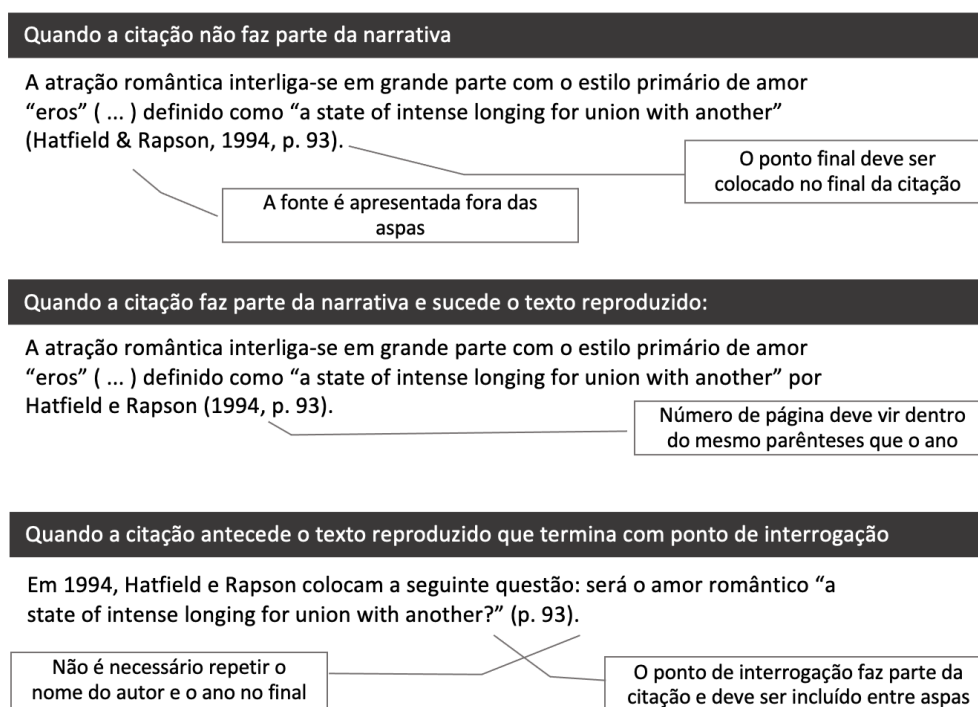 Quando a citação não faz parte da narrativa
A atração romântica interliga-se em grande parte com o estilo primário de amor
“eros” ( ... ) definido como “a state of intense longing for union with another”
(Hatfield & Rapson, 1994, p. 93).
O ponto final deve ser
colocado no final da citação
A fonte é apresentada fora das
aspas
Quando a citação faz parte da narrativa e sucede o texto reproduzido:
A atração romântica interliga-se em grande parte com o estilo primário de amor
“eros” ( ... ) definido como “a state of intense longing for union with another” por
Hatfield e Rapson (1994, p. 93).
Número de página deve vir dentro
do mesmo parênteses que o ano
Quando a citação antecede o texto reproduzido que termina com ponto de interrogação
Em 1994, Hatfield e Rapson colocam a seguinte questão: será o amor romântico “a
state of intense longing for union with another?” (p. 93).
Não é necessário repetir o
nome do autor e o ano no final
O ponto de interrogação faz parte da
citação e deve ser incluído entre aspas